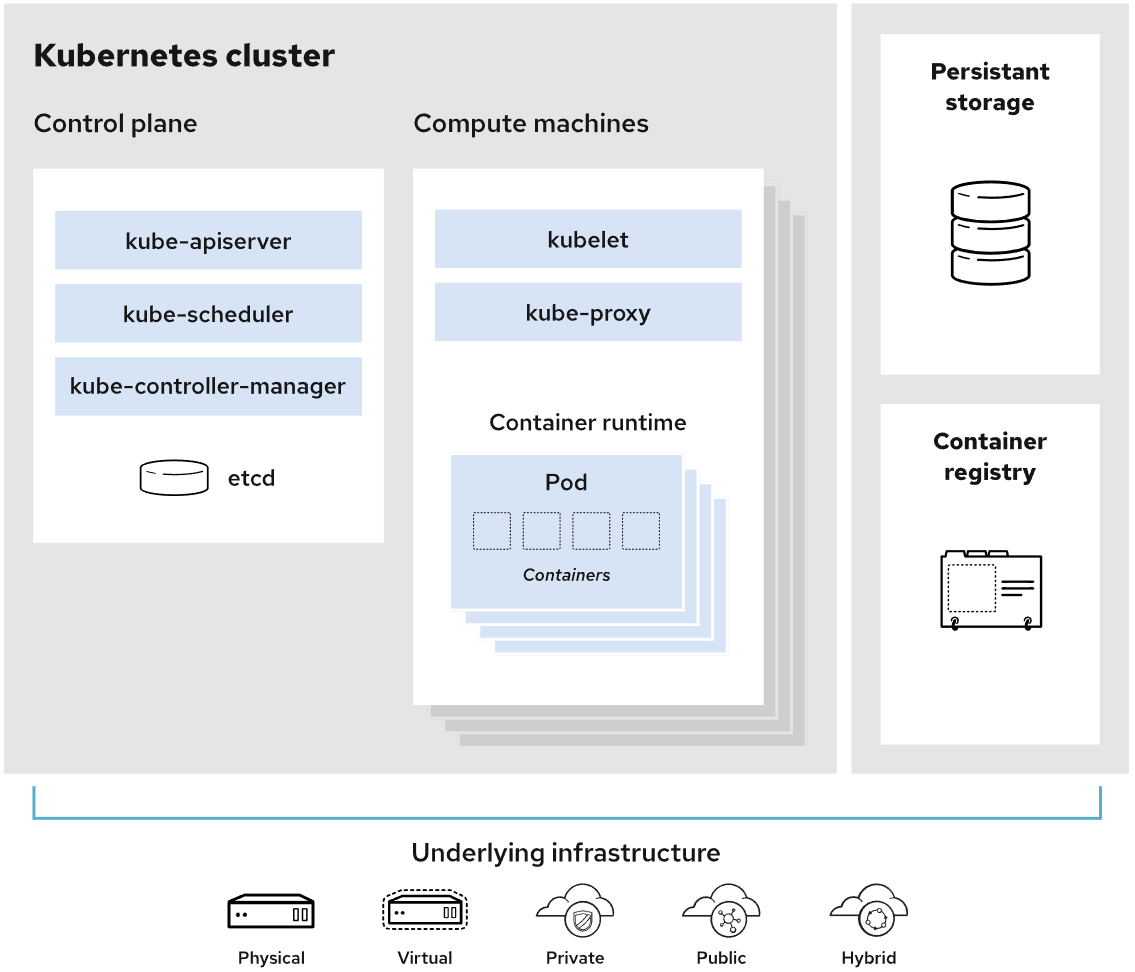 Kubernetes cluster
Control plane
kube-apiserver
kube-scheduler
kube-controller-manager
etcd
Compute machines
kubelet
kube-proxy
Container runtime
Pod
Containers
Persistant
storage
Container
registry
Underlying infrastructure
Physical
Virtual
Private
Public
Hybrid